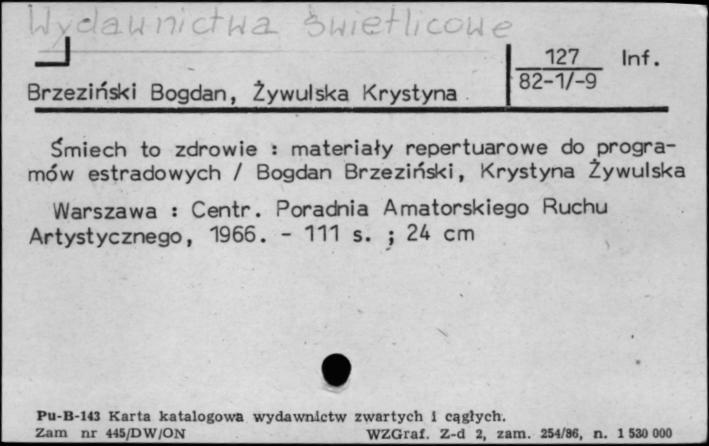 Wydawnictwa świetlicowe
127 Inf.
82-1/-9
Brzeziński Bogdan, Żywulska Krystyna
Śmiech to zdrowie : materiały repertuarowe do progra-
mów estradowych / Bogdan Brzeziński, Krystyna Żywulska
Warszawa : Centr. Poradnia Amatorskiego Ruchu
Artystycznego, 1966. - 111 s. ; 24 cm
Pu-B-143 Karta katalogowa wydawnictw zwartych i cągłych.
Zam nr 445/DW/ON WZGraf. Z-d 2, zam. 254/86, n. 1 530 000